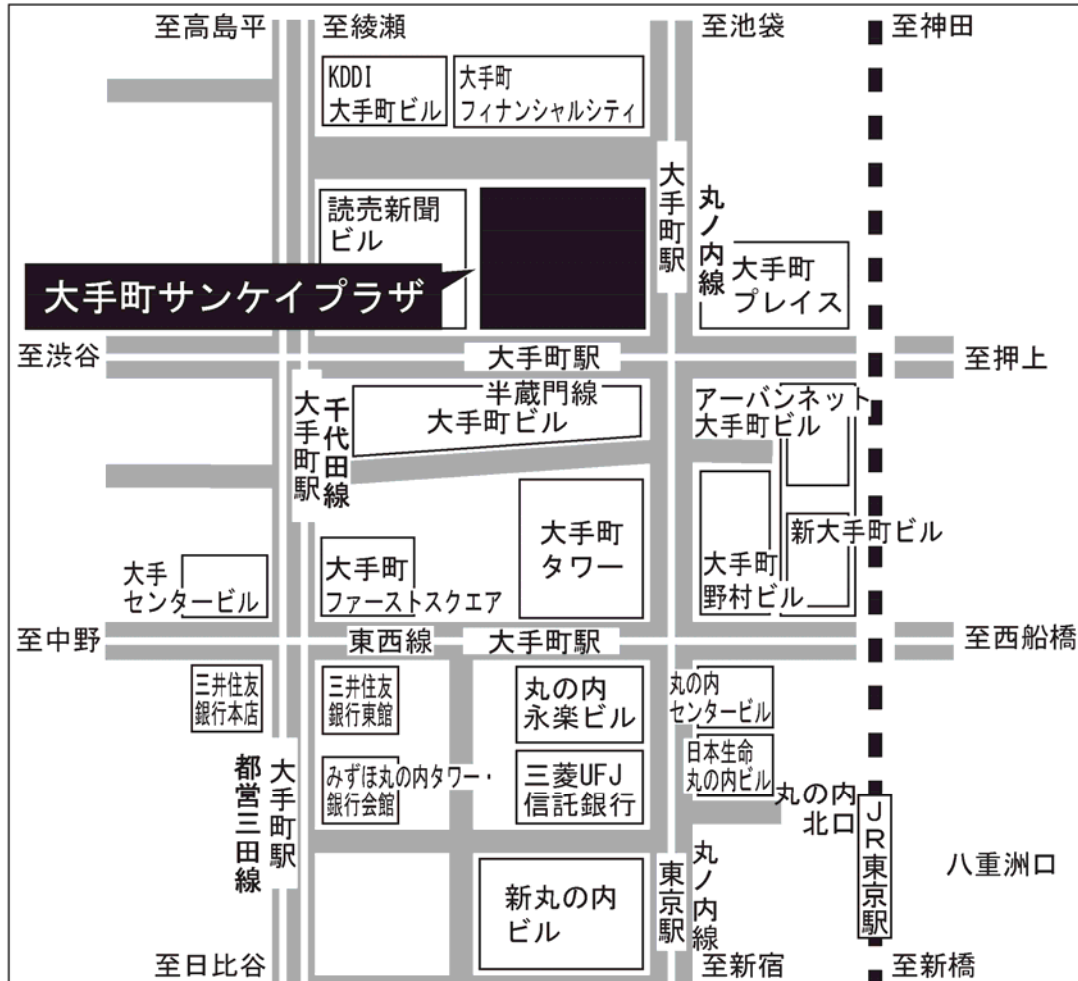 至高島平
至綾瀬
至池袋
至神田
KDDI
大手町ビル
大手町
フィナンシャルシティ
大手町駅
丸ノ内線
読売新聞
ビル
大手町
プレイス
大手町サンケイプラザ
至渋谷
大手町駅
至押上
半蔵門線
大手町ビル
アーバンネット
大手町ビル
大手町駅
千代田線
大手町
タワー
新大手町ビル
大手町
野村ビル
大手
センタービル
大手町
ファーストスクエア
至中野
東西線
大手町駅
至西船橋
三井住友
銀行本店
三井住友
銀行東館
丸の内
永楽ビル
丸の内
センタービル
日本生命
丸の内ビル
都営三田線
大手町駅
みずほ丸の内タワー・
銀行会館
三菱UFJ
信託銀行
丸の内
北口
JR東京駅
八重洲口
新丸の内
ビル
東京駅
丸ノ内線
至日比谷
至新宿
至新橋